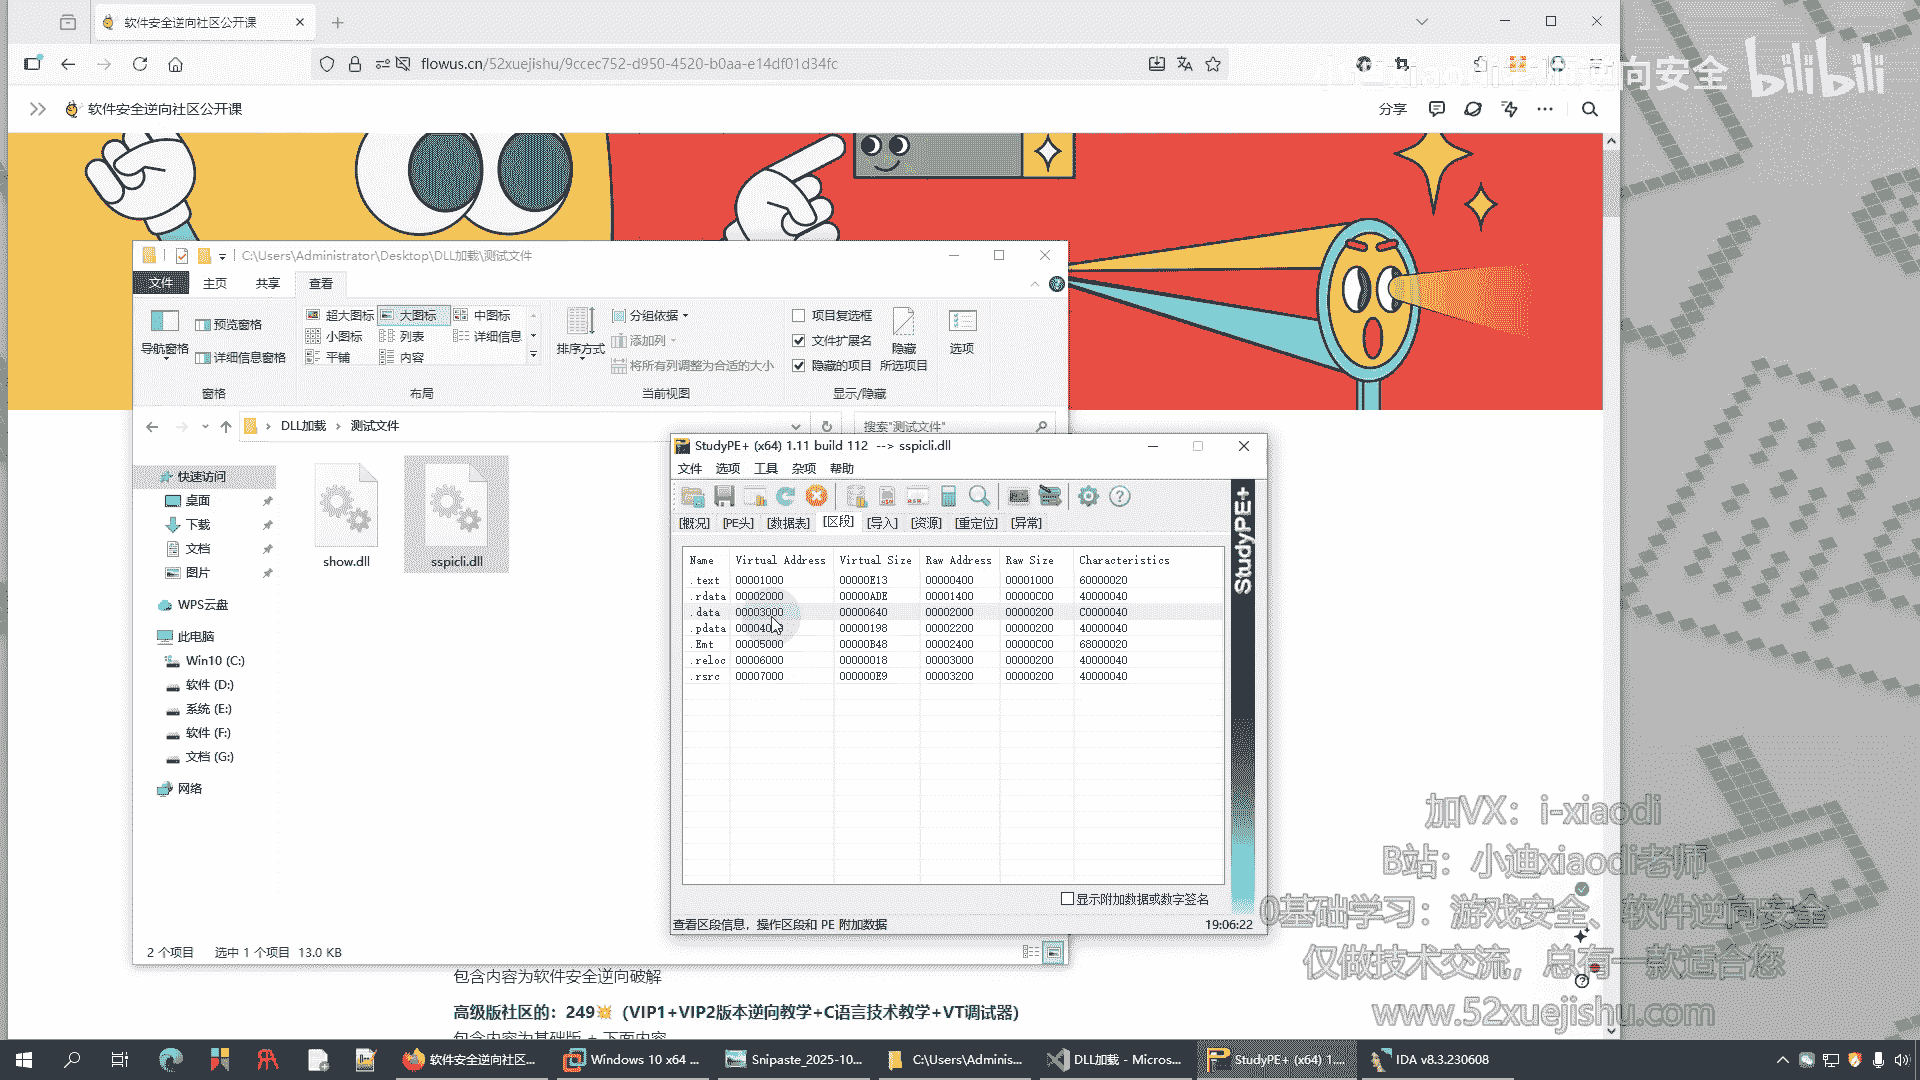 软件安全逆向社区公开课
flowus.cn/52xuejishu/9ccec752-d950-4520-b0aa-e14df01d34fc
bilibili
软件安全逆向社区公开课
分享
C:\Users\Administrator\Desktop\DLL加载\测试文件
文件 主页 共享 查看
导航窗格
预览窗格
详细信息窗格
窗格
超大图标 大图标 中图标
小图标 列表 详细信息
平铺 内容
布局
排序方式
分组依据
添加列
将所有列调整为合适的大小
当前视图
项目复选框
文件扩展名
隐藏的项目
隐藏
所选项目
显示/隐藏
选项
DLL加载 › 测试文件
搜索"测试文件"
快速访问
桌面
下载
文档
图片
WPS云盘
此电脑
Win10 (C:)
软件 (D:)
系统 (E:)
软件 (F:)
文档 (G:)
网络
show.dll
sspicli.dll
2 个项目 选中 1 个项目 13.0 KB
StudyPE+ (x64) 1.11 build 112 --> sspicli.dll
文件 选项 工具 杂项 帮助
[概况] [PE头] [数据表] [区段] [导入] [资源] [重定位] [异常]
Name Virtual Address Virtual Size Raw Address Raw Size Characteristics
.text 00001000 00000E13 00000400 00001000 60000020
.rdata 00002000 00000ADE 00001400 00000C00 40000040
.data 00003000 00000640 00002000 00000200 C0000040
.pdata 00000198 00002200 00000200 40000040
.Emt 00005000 00000B48 00002400 00000C00 68000020
.reloc 00006000 00000018 00003000 00000200 40000040
.rsrc 00007000 000000E9 00003200 00000200 40000040
显示附加数据或数字签名
查看区段信息，操作区段和 PE 附加数据
19:06:22
StudyPE+
包含内容为软件安全逆向破解
高级版社区的：249💥（VIP1+VIP2版本逆向教学+C语言技术教学+VT调试器）
包含内容为基础版 + 下面内容
加VX：i-xiaodi
B站：小迪xiaodi老师
0基础学习：游戏安全、软件逆向安全
仅做技术交流，总有一款适合您
www.52xuejishu.com
软件安全逆向社区...
Windows 10 x64 ...
Snipaste_2025-10...
C:\Users\Adminis...
DLL加载 - Micros...
StudyPE+ (x64) 1....
IDA v8.3.230608